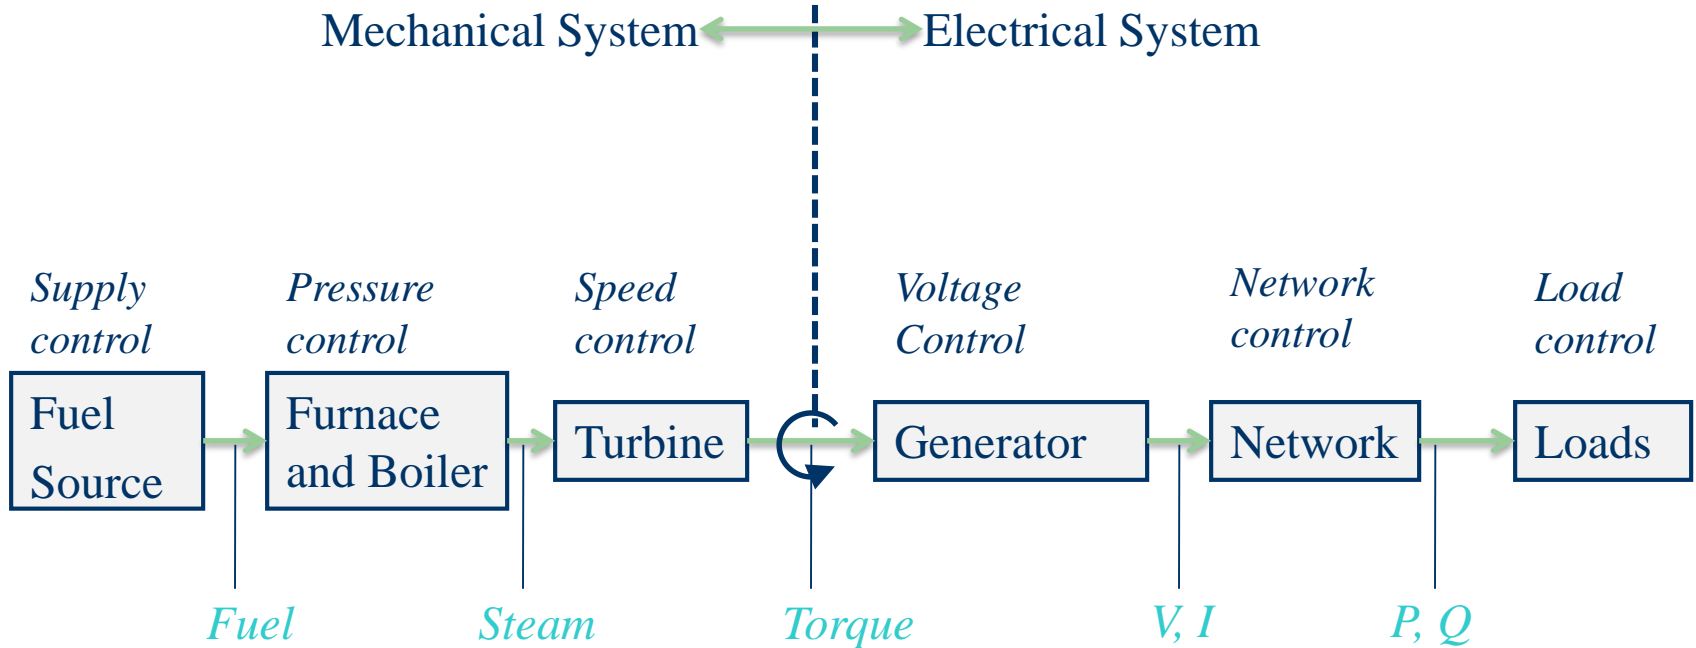 Mechanical System
Electrical System
Supply
control
Pressure
control
Speed
control
Voltage
Control
Network
control
Load
control
Fuel
Source
Furnace
and Boiler
Turbine
Generator
Network
Loads
Fuel
Steam
Torque
V, I
P, Q